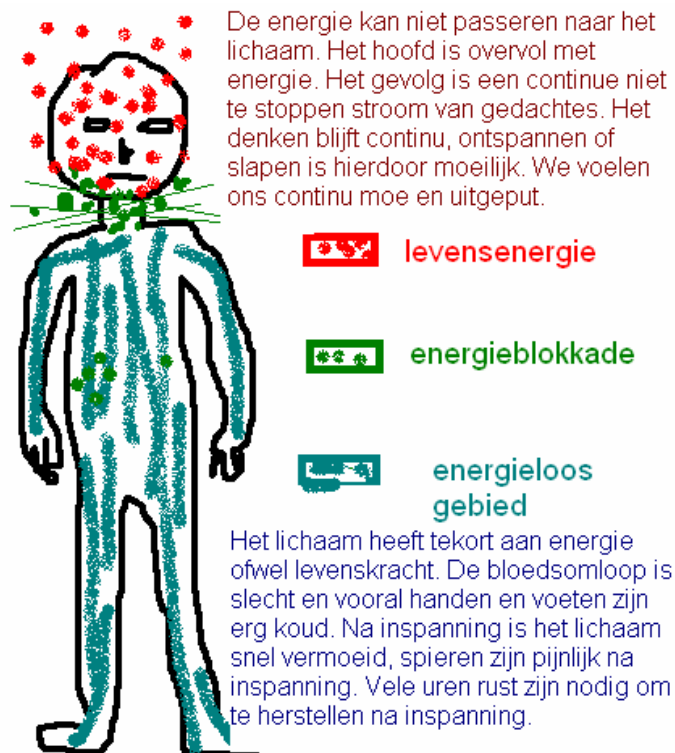 De energie kan niet passeren naar het
lichaam. Het hoofd is overvol met
energie. Het gevolg is een continue niet
te stoppen stroom van gedachtes. Het
denken blijft continu, ontspannen of
slapen is hierdoor moeilijk. We voelen
ons continu moe en uitgeput.
levensenergie
energieblokkade
energieloos
gebied
Het lichaam heeft tekort aan energie
ofwel levenskracht. De bloedsomloop is
slecht en vooral handen en voeten zijn
erg koud. Na inspanning is het lichaam
snel vermoeid, spieren zijn pijnlijk na
inspanning. Vele uren rust zijn nodig om
te herstellen na inspanning.